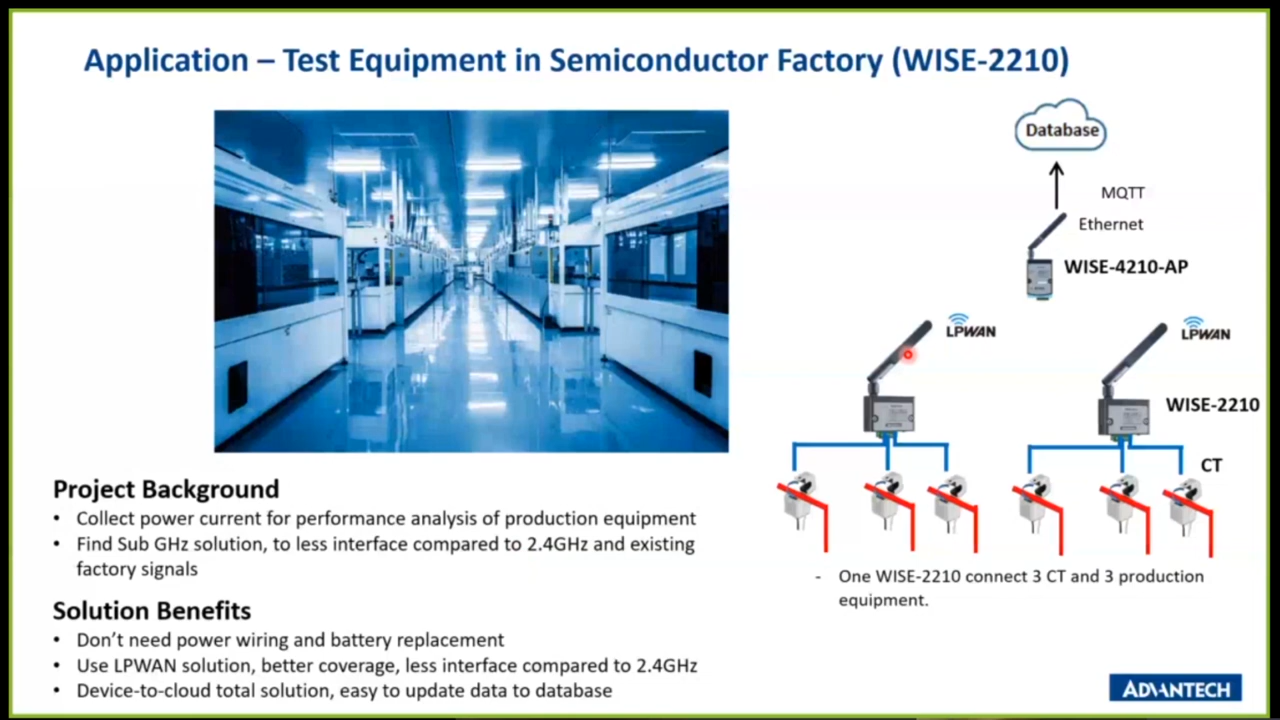 Application – Test Equipment in Semiconductor Factory (WISE-2210)
Database
MQTT
Ethernet
WISE-4210-AP
LPWAN
LPWAN
WISE-2210
CT
- One WISE-2210 connect 3 CT and 3 production
equipment.
Project Background
• Collect power current for performance analysis of production equipment
• Find Sub GHz solution, to less interface compared to 2.4GHz and existing
factory signals
Solution Benefits
• Don't need power wiring and battery replacement
• Use LPWAN solution, better coverage, less interface compared to 2.4GHz
• Device-to-cloud total solution, easy to update data to database
ADVANTECH